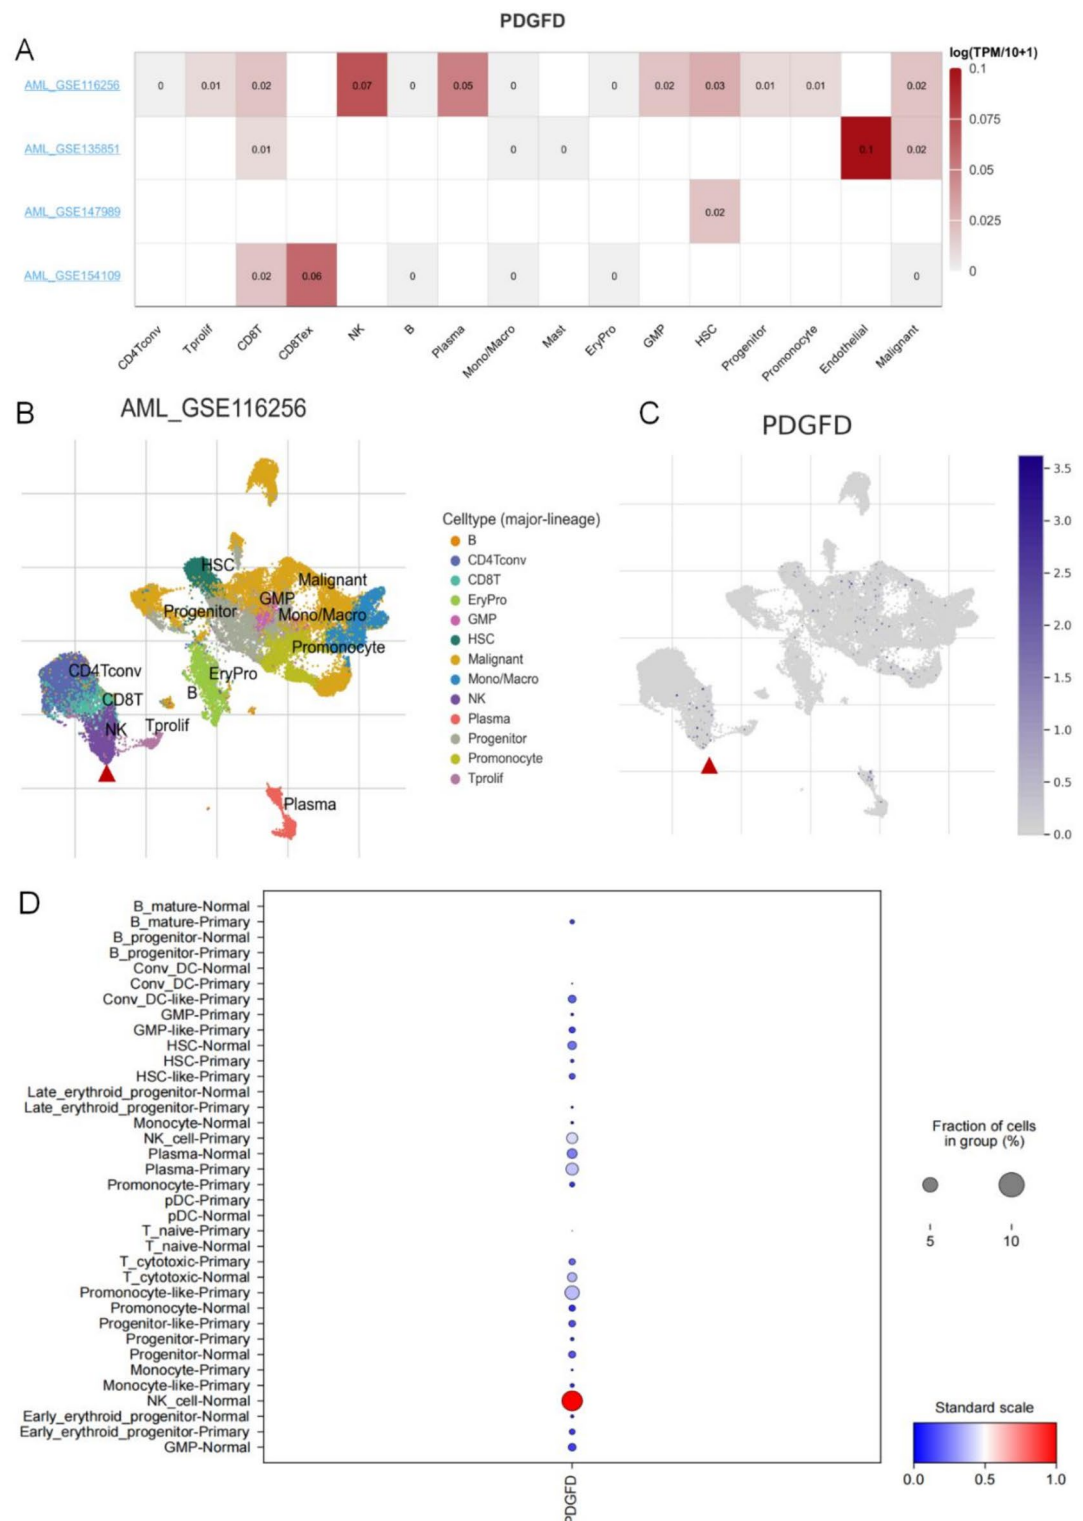 PDGFD
A
log(TPM/10+1)
AML_GSE116256 0 0.01 0.02 0.07 0 0.05 0 0 0.02 0.03 0.01 0.01 0.02
0.1
0.075
0.05
0.025
0
AML_GSE135851 0.01 0 0 0.1 0.02
AML_GSE147989 0.02
AML_GSE154109 0.02 0.06 0 0 0 0
CD4Tconv Tprolif CD8T CD8Tex NK B Plasma Mono/Macro Mast EryPro GMP HSC Progenitor Promonocyte Endothelial Malignant
B
AML_GSE116256
HSC
Malignant
GMP
Progenitor
Mono/Macro
Promonocyte
CD4Tconv
EryPro
B
CD8T
NK
Tprolif
Plasma
Celltype (major-lineage)
B
CD4Tconv
CD8T
EryPro
GMP
HSC
Malignant
Mono/Macro
NK
Plasma
Progenitor
Promonocyte
Tprolif
C
PDGFD
3.5
3.0
2.5
2.0
1.5
1.0
0.5
0.0
D
B_mature-Normal
B_mature-Primary
B_progenitor-Normal
B_progenitor-Primary
Conv_DC-Normal
Conv_DC-Primary
Conv_DC-like-Primary
GMP-Primary
GMP-like-Primary
HSC-Normal
HSC-Primary
HSC-like-Primary
Late_erythroid_progenitor-Normal
Late_erythroid_progenitor-Primary
Monocyte-Normal
NK_cell-Primary
Plasma-Normal
Plasma-Primary
Promonocyte-Primary
pDC-Primary
pDC-Normal
T_naive-Primary
T_naive-Normal
T_cytotoxic-Primary
T_cytotoxic-Normal
Promonocyte-like-Primary
Promonocyte-Normal
Progenitor-like-Primary
Progenitor-Primary
Progenitor-Normal
Monocyte-Primary
Monocyte-like-Primary
NK_cell-Normal
Early_erythroid_progenitor-Normal
Early_erythroid_progenitor-Primary
GMP-Normal
PDGFD
Fraction of cells
in group (%)
5 10
Standard scale
0.0 0.5 1.0